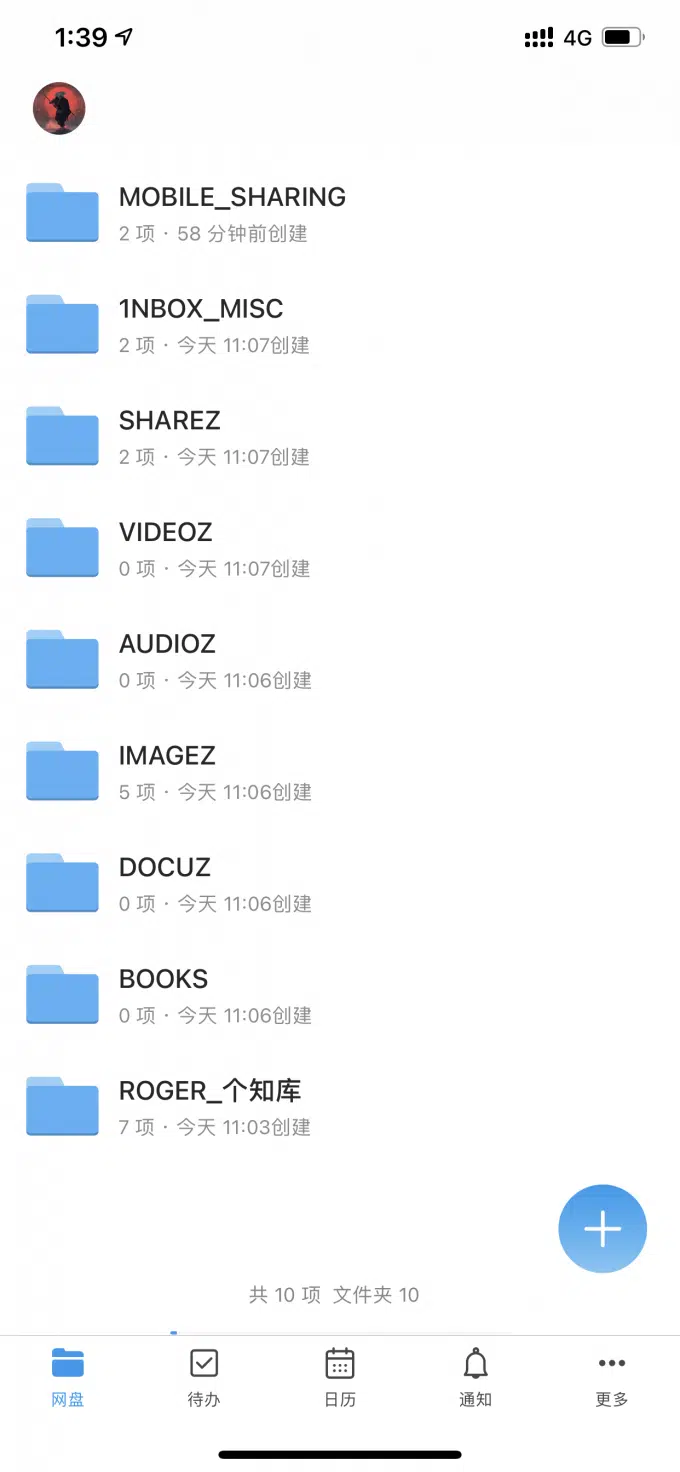 1:39
4G
MOBILE_SHARING
2 项 · 58 分钟前创建
1NBOX_MISC
2 项 · 今天 11:07创建
SHAREZ
2 项 · 今天 11:07创建
VIDEOZ
0 项 · 今天 11:07创建
AUDIOZ
0 项 · 今天 11:06创建
IMAGEZ
5 项 · 今天 11:06创建
DOCUZ
0 项 · 今天 11:06创建
BOOKS
0 项 · 今天 11:06创建
ROGER_个知库
7 项 · 今天 11:03创建
共 10 项 文件夹 10
网盘 待办 日历 通知 更多